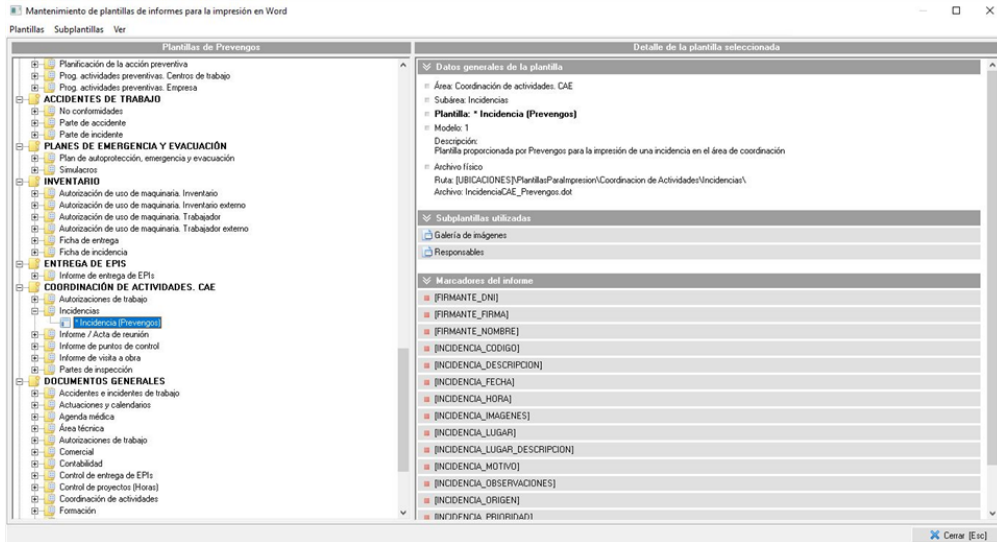 Mantenimiento de plantillas de informes para la impresión en Word
Plantillas Subplantillas Ver
Plantillas de Prevengos
Planificación de la acción preventiva
Prog. actividades preventivas. Centros de trabajo
Prog. actividades preventivas. Empresa
ACCIDENTES DE TRABAJO
No conformidades
Parte de accidente
Parte de incidente
PLANES DE EMERGENCIA Y EVACUACIÓN
Plan de autoprotección, emergencia y evacuación
Simulacros
INVENTARIO
Autorización de uso de maquinaria. Inventario
Autorización de uso de maquinaria. Inventario externo
Autorización de uso de maquinaria. Trabajador
Autorización de uso de maquinaria. Trabajador externo
Ficha de entrega
Ficha de incidencia
ENTREGA DE EPIS
Informe de entrega de EPIs
COORDINACIÓN DE ACTIVIDADES. CAE
Autorizaciones de trabajo
Incidencias
* Incidencia (Prevengos)
Informe / Acta de reunión
Informe de puntos de control
Informe de visita a obra
Partes de inspección
DOCUMENTOS GENERALES
Accidentes e incidentes de trabajo
Actuaciones y calendarios
Agenda médica
Área técnica
Autorizaciones de trabajo
Comercial
Contabilidad
Control de entrega de EPIs
Control de proyectos (Horas)
Coordinación de actividades
Formación
Detalle de la plantilla seleccionada
Datos generales de la plantilla
Área: Coordinación de actividades. CAE
Subárea: Incidencias
Plantilla: * Incidencia (Prevengos)
Modelo: 1
Descripción:
Plantilla proporcionada por Prevengos para la impresión de una incidencia en el área de coordinación
Archivo físico
Ruta: [UBICACIONES]\PlantillasParaImpresion\Coordinacion de Actividades\Incidencias\
Archivo: IncidenciaCAE_Prevengos.dot
Subplantillas utilizadas
Galería de imágenes
Responsables
Marcadores del informe
[FIRMANTE_DNI]
[FIRMANTE_FIRMA]
[FIRMANTE_NOMBRE]
[INCIDENCIA_CODIGO]
[INCIDENCIA_DESCRIPCION]
[INCIDENCIA_FECHA]
[INCIDENCIA_HORA]
[INCIDENCIA_IMAGENES]
[INCIDENCIA_LUGAR]
[INCIDENCIA_LUGAR_DESCRIPCION]
[INCIDENCIA_MOTIVO]
[INCIDENCIA_OBSERVACIONES]
[INCIDENCIA_ORIGEN]
[INCIDENCIA_PRIORIDAD]
Cerrar [Esc]